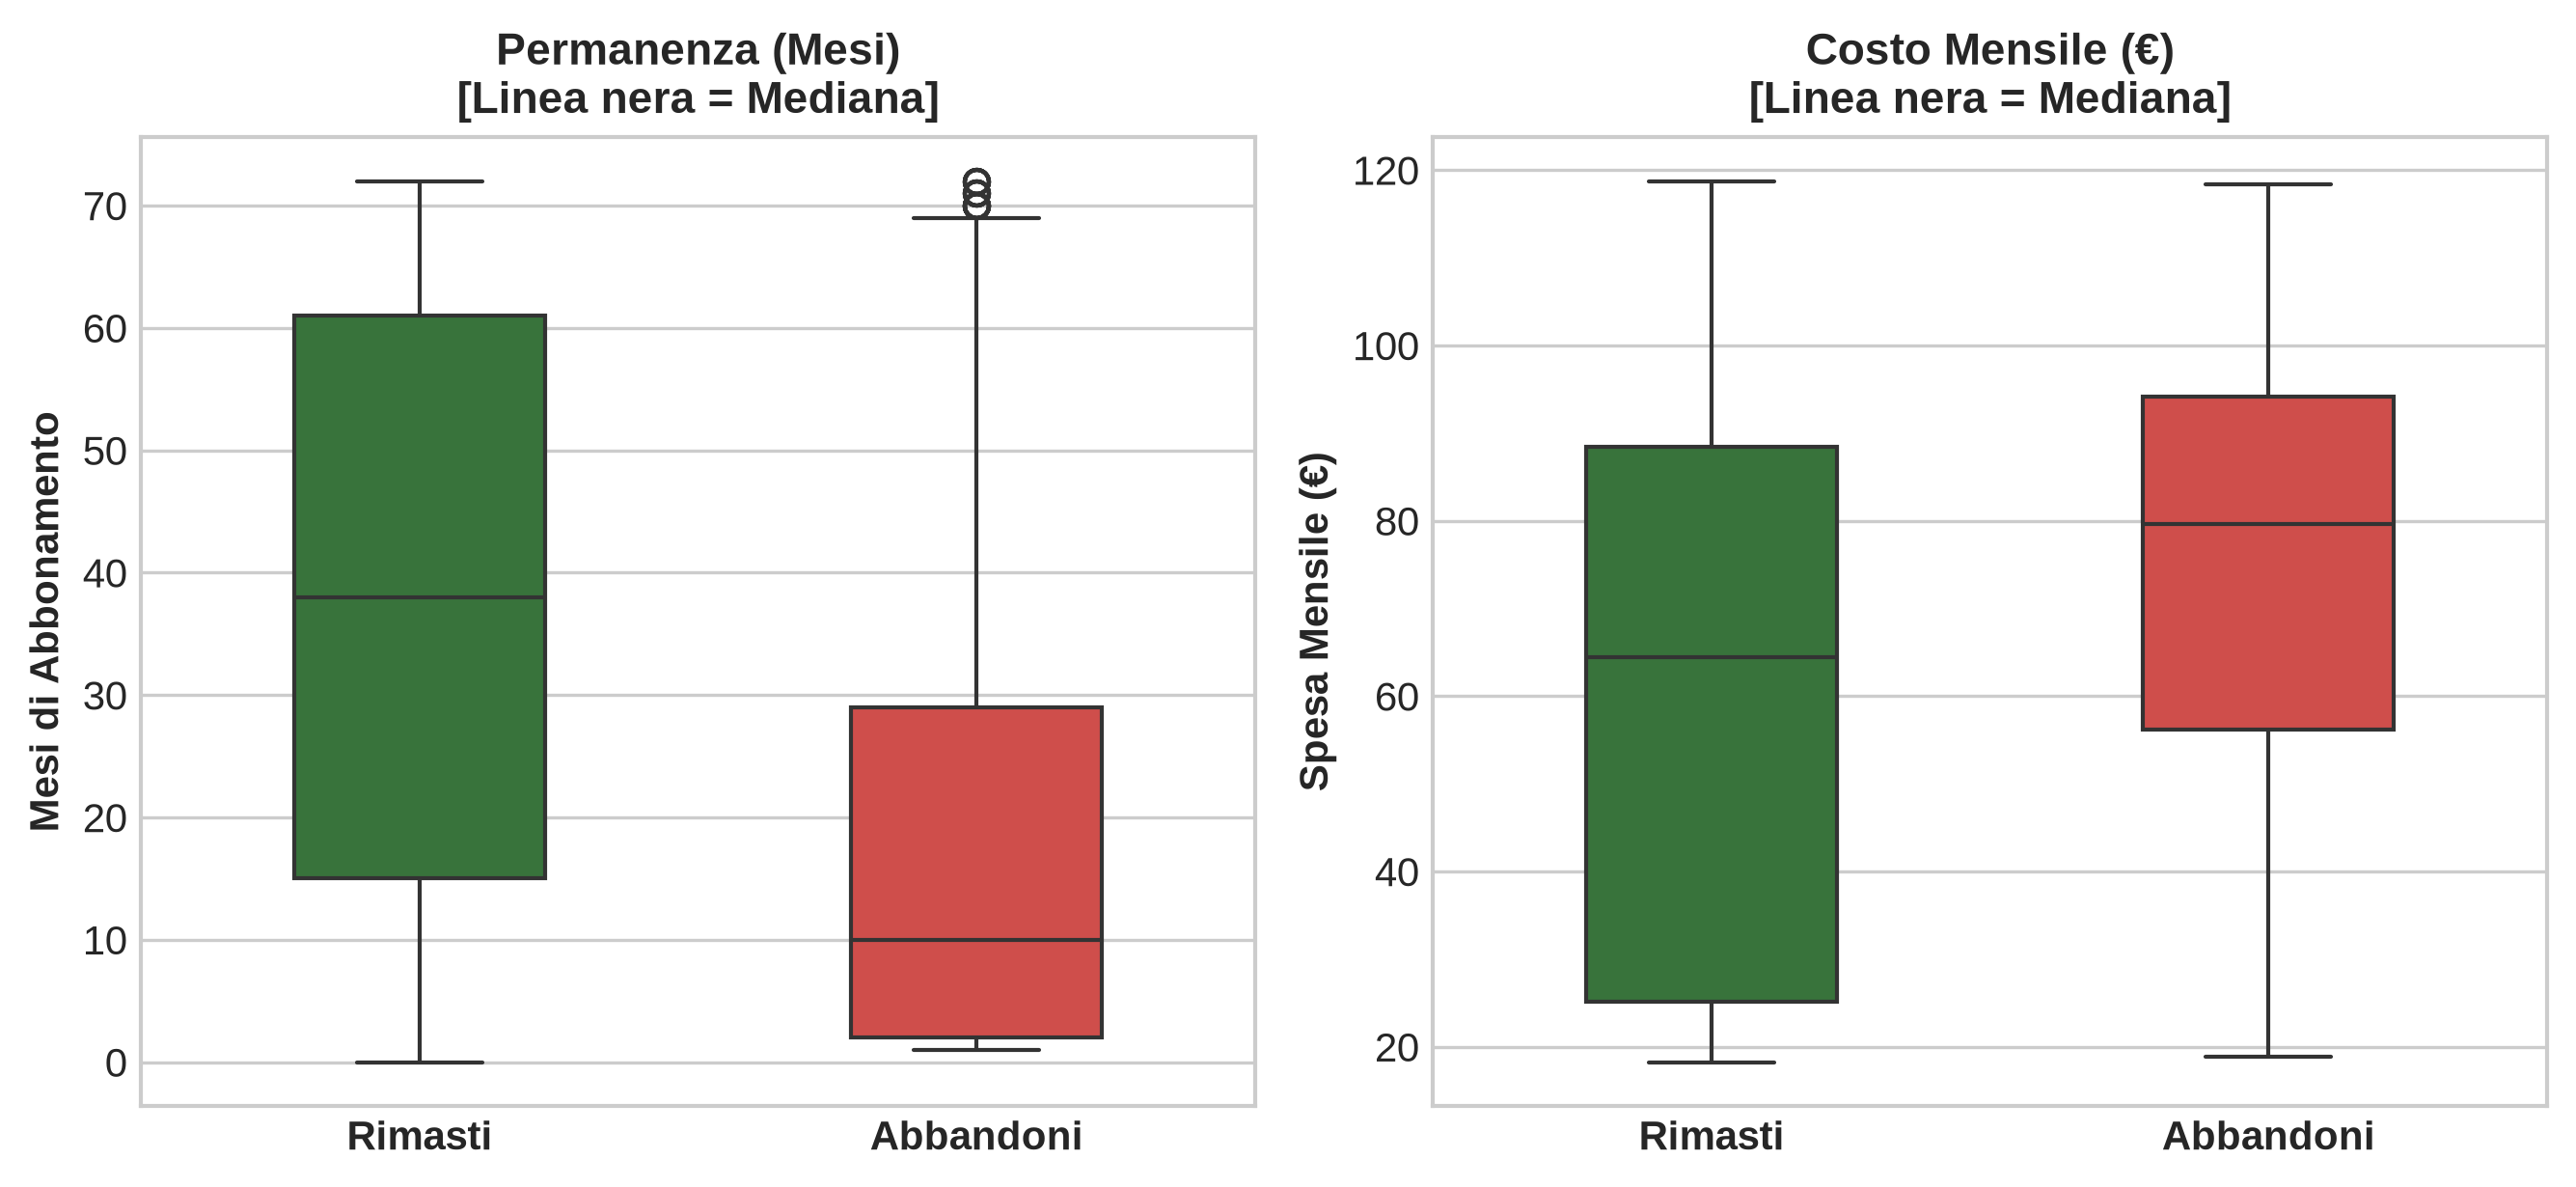 Permanenza (Mesi)
[Linea nera = Mediana]
Mesi di Abbonamento
70
60
50
40
30
20
10
0
Rimasti
Abbandoni
Costo Mensile (€)
[Linea nera = Mediana]
Spesa Mensile (€)
120
100
80
60
40
20
Rimasti
Abbandoni